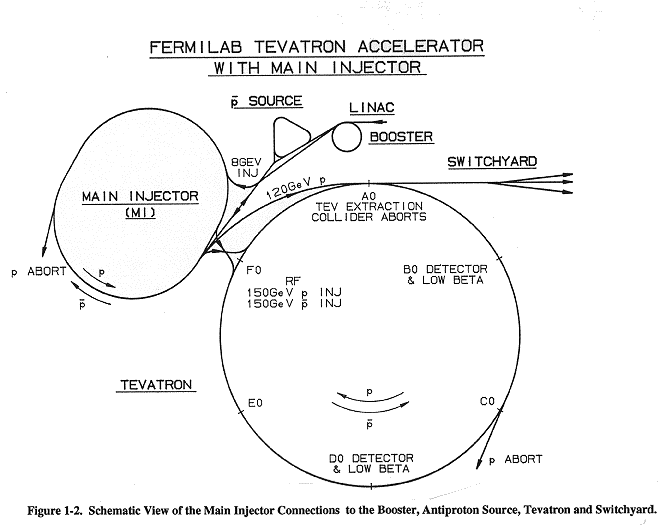 FERMILAB TEVATRON ACCELERATOR
WITH MAIN INJECTOR
p̄ SOURCE
LINAC
BOOSTER
8GEV
INJ
SWITCHYARD
120GeV p
MAIN INJECTOR
(MI)
A0
TEV EXTRACTION
COLLIDER ABORTS
p ABORT
p
p̄
F0
RF
150GeV p INJ
150GeV p̄ INJ
B0 DETECTOR
& LOW BETA
TEVATRON
E0
p
p̄
C0
p ABORT
D0 DETECTOR
& LOW BETA
Figure 1-2. Schematic View of the Main Injector Connections to the Booster, Antiproton Source, Tevatron and Switchyard.